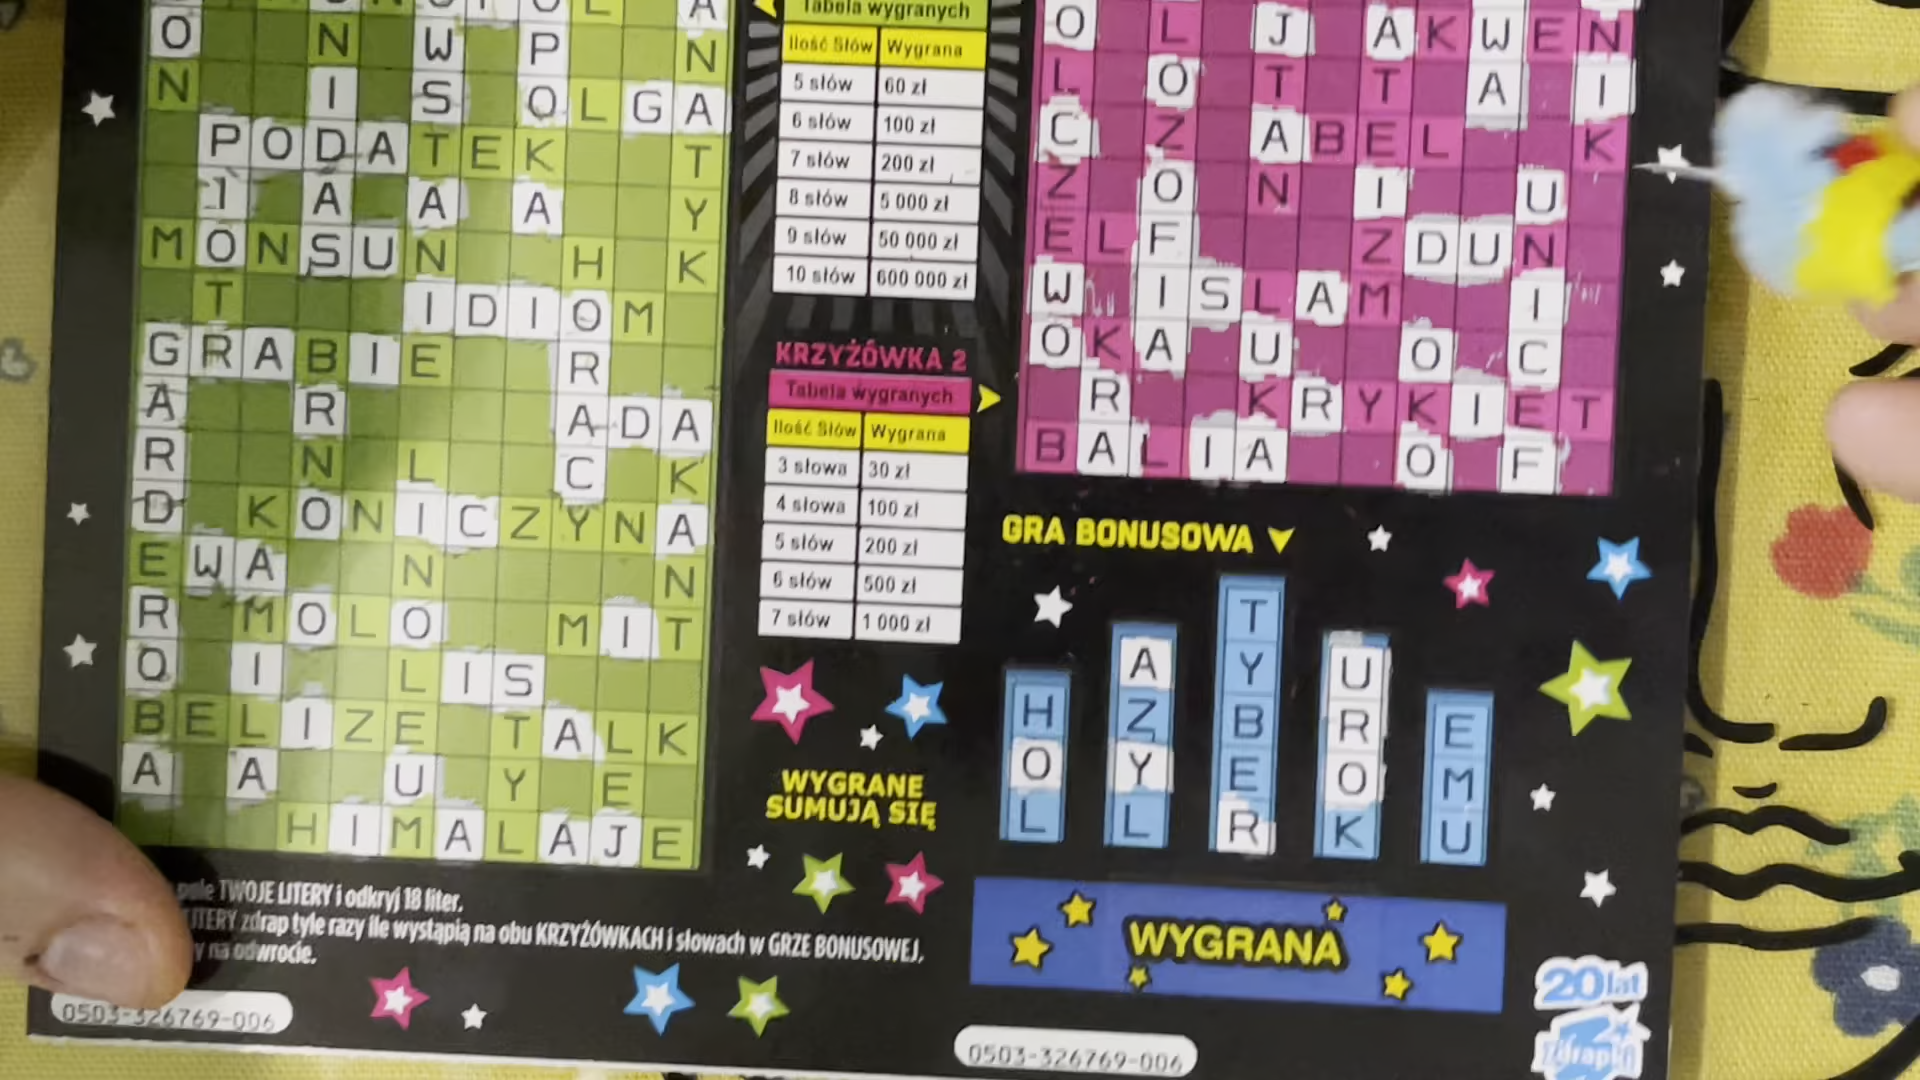 Tabela wygranych
Ilość Słów Wygrana
5 słów 60 zł
6 słów 100 zł
7 słów 200 zł
8 słów 5 000 zł
9 słów 50 000 zł
10 słów 600 000 zł
KRZYŻÓWKA 2
Tabela wygranych
Ilość Słów Wygrana
3 słowa 30 zł
4 słowa 100 zł
5 słów 200 zł
6 słów 500 zł
7 słów 1 000 zł
WYGRANE
SUMUJĄ SIĘ
O N W P N
N I S O L G A
P O D A T E K T
I A A A Y
M O N S U N H K
T I D I O M
G R A B I E R
A R A D A
R N L C K
D K O N I C Z Y N A
E W A N N
R M O L O M I T
O I L I S
B E L I Z E T A L K
A A U Y E
H I M A L A J E
O L J A K W E N
L O T T A I
C Z A B E L K
Z O N I U
E L F Z D U N
W I S L A M I
O K A U O C
R K R Y K I E T
B A L I A O F
GRA BONUSOWA
HOL
AZYL
TYBER
UROK
EMU
WYGRANA
pole TWOJE LITERY i odkryj 18 liter.
LITERY zdrap tyle razy ile wystąpią na obu KRZYŻÓWKACH i słowach w GRZE BONUSOWEJ,
y na odwrocie.
0503-326769-006
0503-326769-006
20 lat